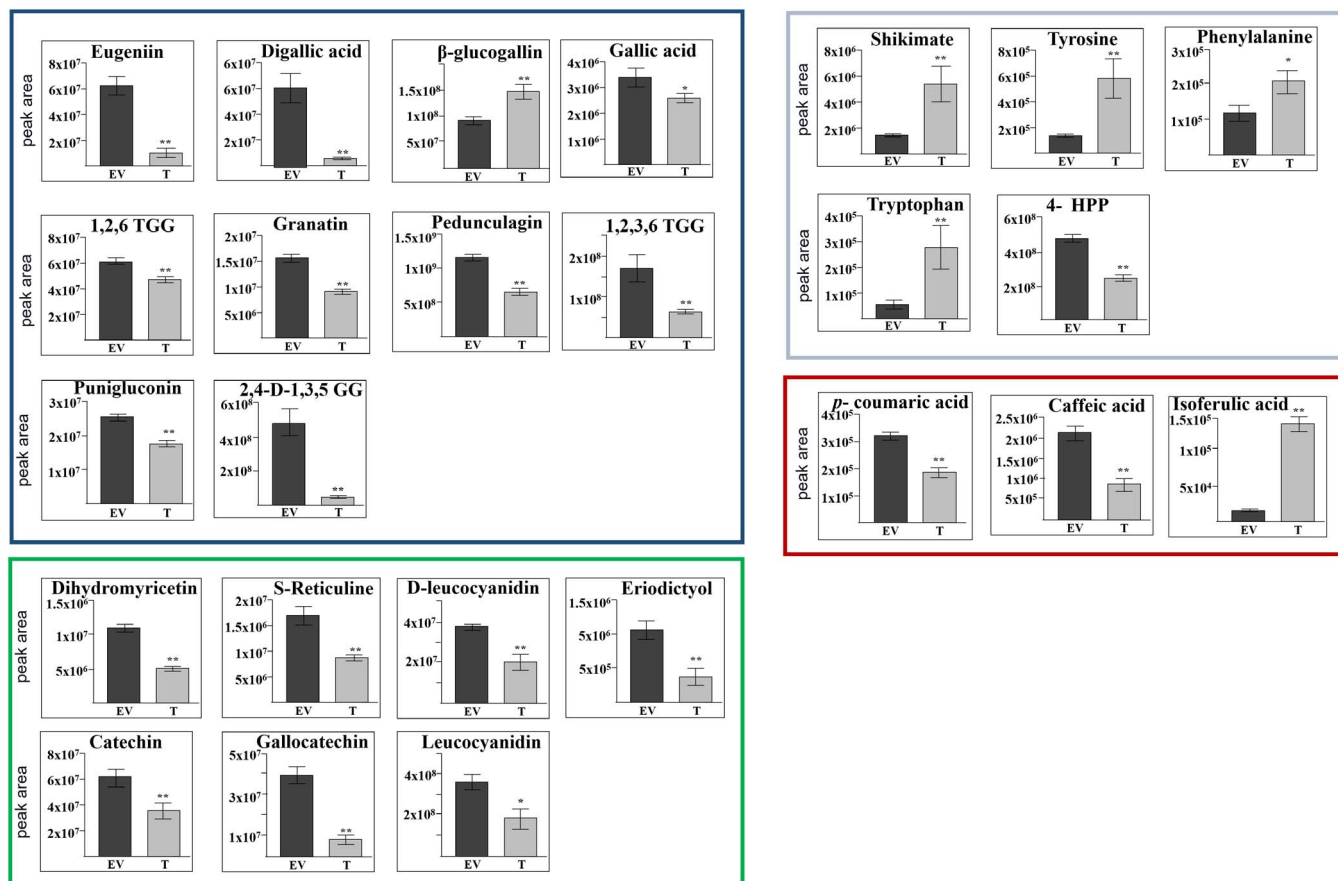 Eugeniin
peak area
8x10⁷
6x10⁷
4x10⁷
2x10⁷
EV T
**
Digallic acid
8x10⁷
6x10⁷
4x10⁷
2x10⁷
EV T
**
β-glucogallin
1.5x10⁸
1x10⁸
5x10⁷
EV T
**
Gallic acid
4x10⁶
3x10⁶
2x10⁶
1x10⁶
EV T
*
1,2,6 TGG
peak area
8x10⁷
6x10⁷
4x10⁷
2x10⁷
EV T
**
Granatin
2x10⁷
1.5x10⁷
1x10⁷
5x10⁶
EV T
**
Pedunculagin
1.5x10⁹
1x10⁹
5x10⁸
EV T
**
1,2,3,6 TGG
2x10⁸
1x10⁸
EV T
**
Punigluconin
peak area
3x10⁷
2x10⁷
1x10⁷
EV T
**
2,4-D-1,3,5 GG
6x10⁸
4x10⁸
2x10⁸
EV T
**
Shikimate
peak area
8x10⁶
6x10⁶
4x10⁶
2x10⁶
EV T
**
Tyrosine
8x10⁵
6x10⁵
4x10⁵
2x10⁵
EV T
**
Phenylalanine
3x10⁵
2x10⁵
1x10⁵
EV T
*
Tryptophan
peak area
4x10⁵
3x10⁵
2x10⁵
1x10⁵
EV T
**
4- HPP
6x10⁸
4x10⁸
2x10⁸
EV T
**
p- coumaric acid
peak area
4x10⁵
3x10⁵
2x10⁵
1x10⁵
EV T
**
Caffeic acid
2.5x10⁶
2x10⁶
1.5x10⁶
1x10⁶
5x10⁵
EV T
**
Isoferulic acid
1.5x10⁵
1x10⁵
5x10⁴
EV T
**
Dihydromyricetin
peak area
1.5x10⁶
1x10⁷
5x10⁶
EV T
**
S-Reticuline
2x10⁷
1.5x10⁶
1x10⁷
5x10⁶
EV T
**
D-leucocyanidin
4x10⁷
2x10⁷
EV T
**
Eriodictyol
1.5x10⁶
5x10⁶
5x10⁵
EV T
**
Catechin
peak area
8x10⁷
6x10⁷
4x10⁷
2x10⁷
EV T
**
Gallocatechin
5x10⁷
3x10⁷
1x10⁷
EV T
**
Leucocyanidin
4x10⁸
2x10⁸
EV T
*